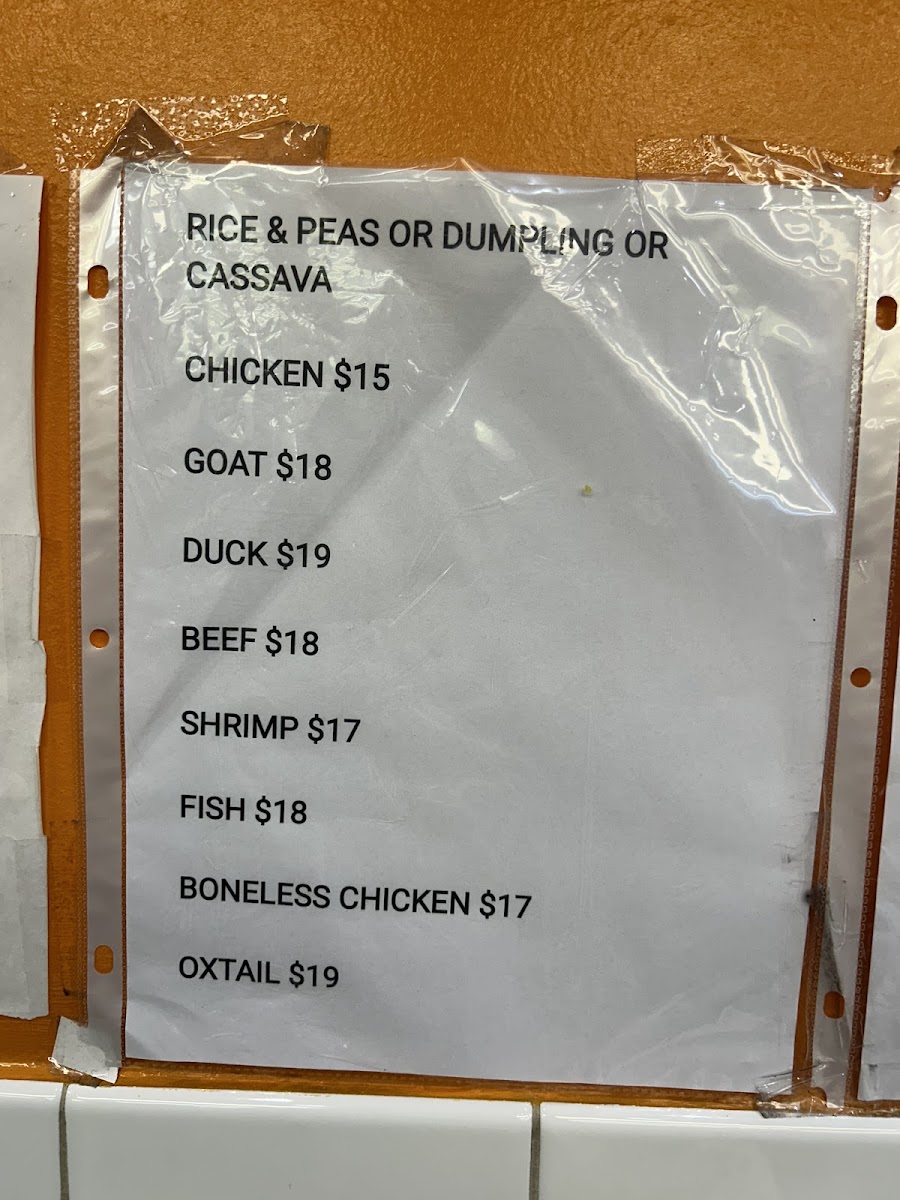 RICE & PEAS OR DUMPLING OR
CASSAVA
CHICKEN $15
GOAT $18
DUCK $19
BEEF $18
SHRIMP $17
FISH $18
BONELESS CHICKEN $17
OXTAIL $19